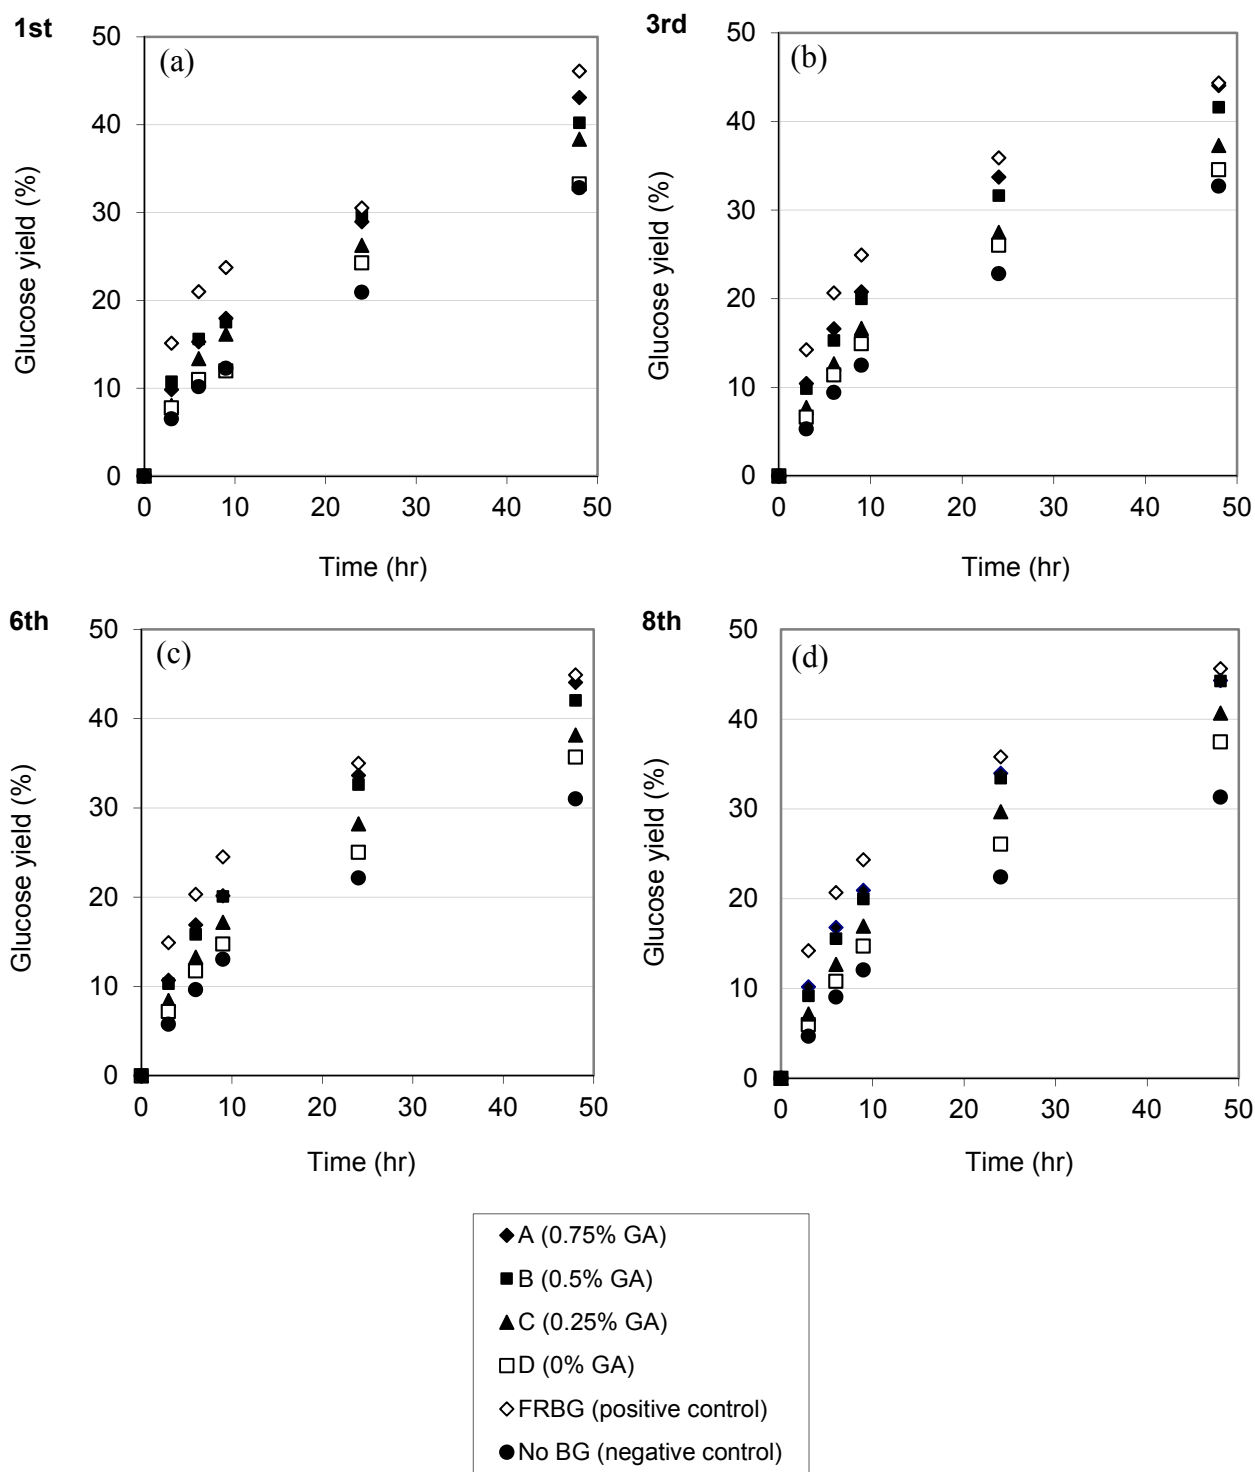 1st
(a)
50
40
30
20
10
0
0 10 20 30 40 50
Glucose yield (%)
Time (hr)
3rd
(b)
50
40
30
20
10
0
0 10 20 30 40 50
Glucose yield (%)
Time (hr)
6th
(c)
50
40
30
20
10
0
0 10 20 30 40 50
Glucose yield (%)
Time (hr)
8th
(d)
50
40
30
20
10
0
0 10 20 30 40 50
Glucose yield (%)
Time (hr)
A (0.75% GA)
B (0.5% GA)
C (0.25% GA)
D (0% GA)
FRBG (positive control)
No BG (negative control)